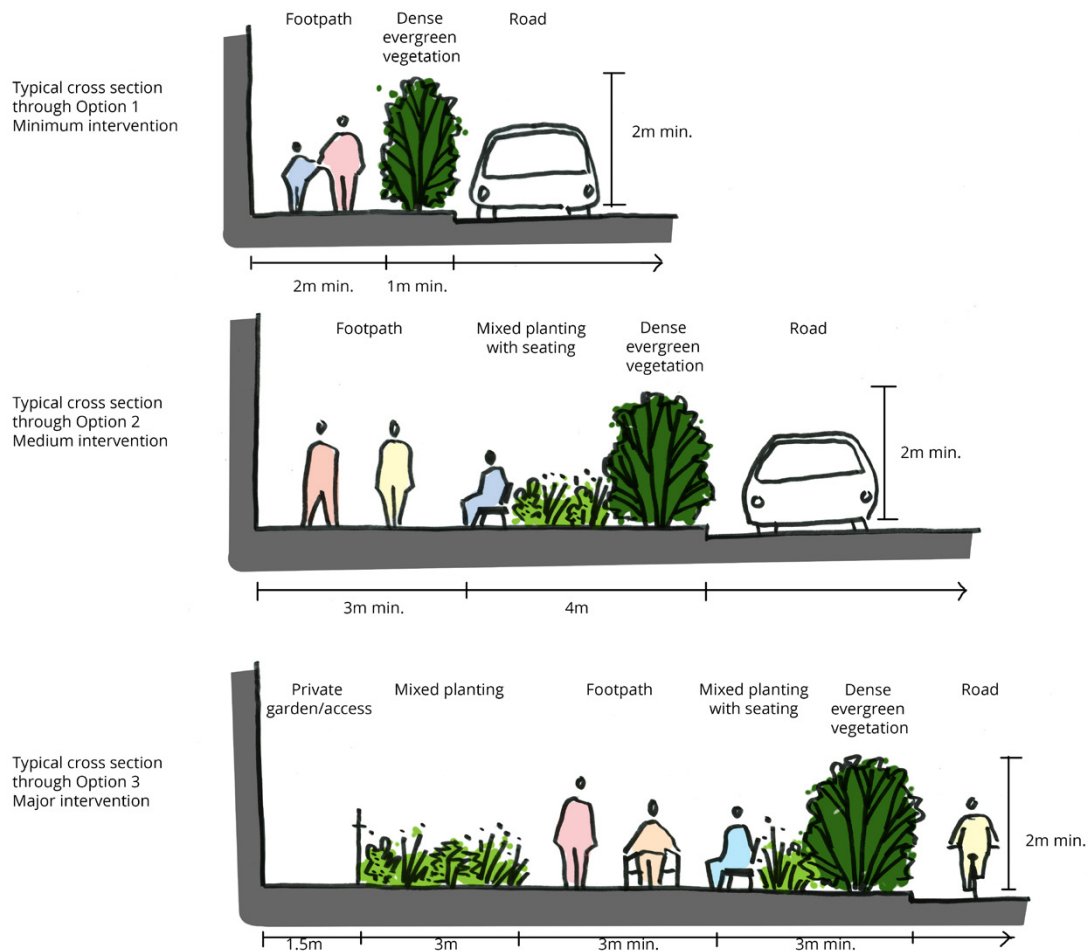 Footpath
Dense
evergreen
vegetation
Road
Typical cross section
through Option 1
Minimum intervention
2m min.
2m min.
1m min.
Footpath
Mixed planting
with seating
Dense
evergreen
vegetation
Road
Typical cross section
through Option 2
Medium intervention
2m min.
3m min.
4m
Private
garden/access
Mixed planting
Footpath
Mixed planting
with seating
Dense
evergreen
vegetation
Road
Typical cross section
through Option 3
Major intervention
2m min.
1.5m
3m
3m min.
3m min.